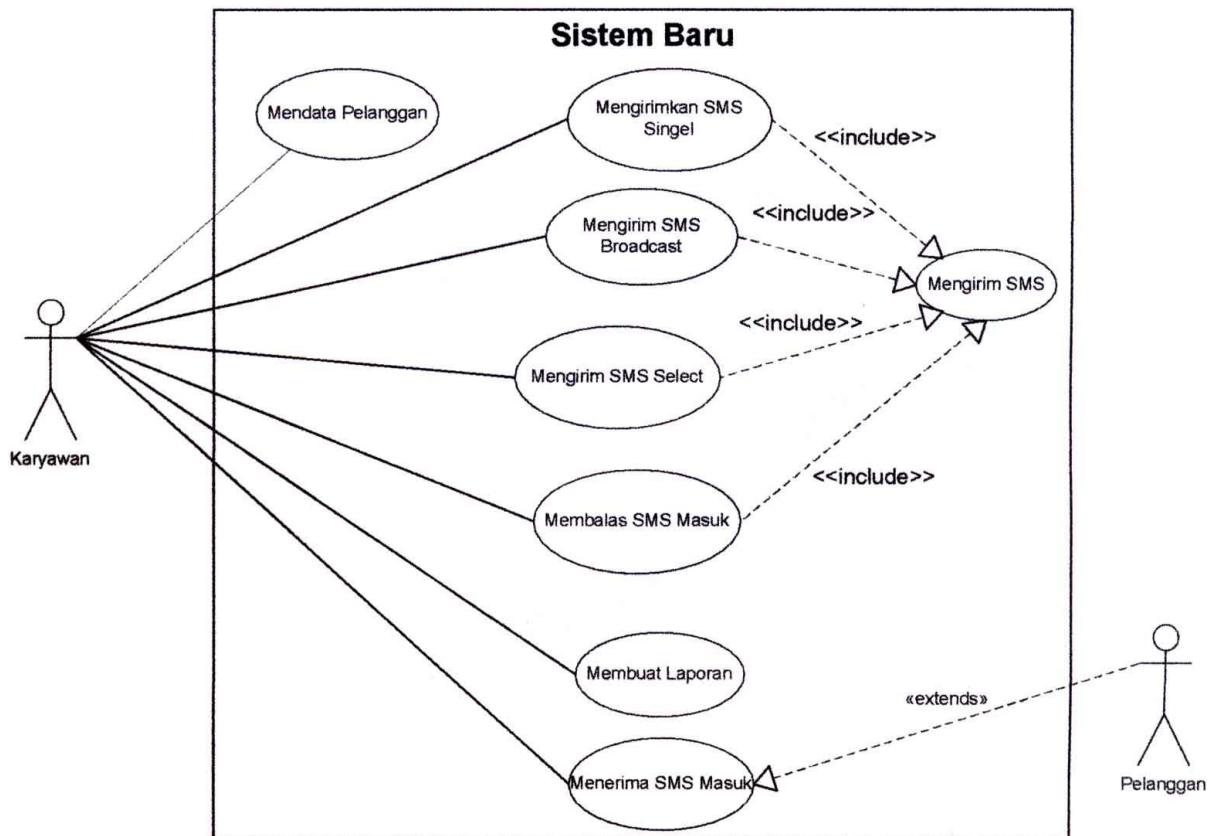 Sistem Baru
Mendata Pelanggan
Mengirimkan SMS
Singel
<<include>>
Mengirim SMS
Broadcast
<<include>>
Mengirim SMS
<<include>>
Mengirim SMS Select
Karyawan
<<include>>
Membalas SMS Masuk
Membuat Laporan
«extends»
Menerima SMS Masuk
Pelanggan